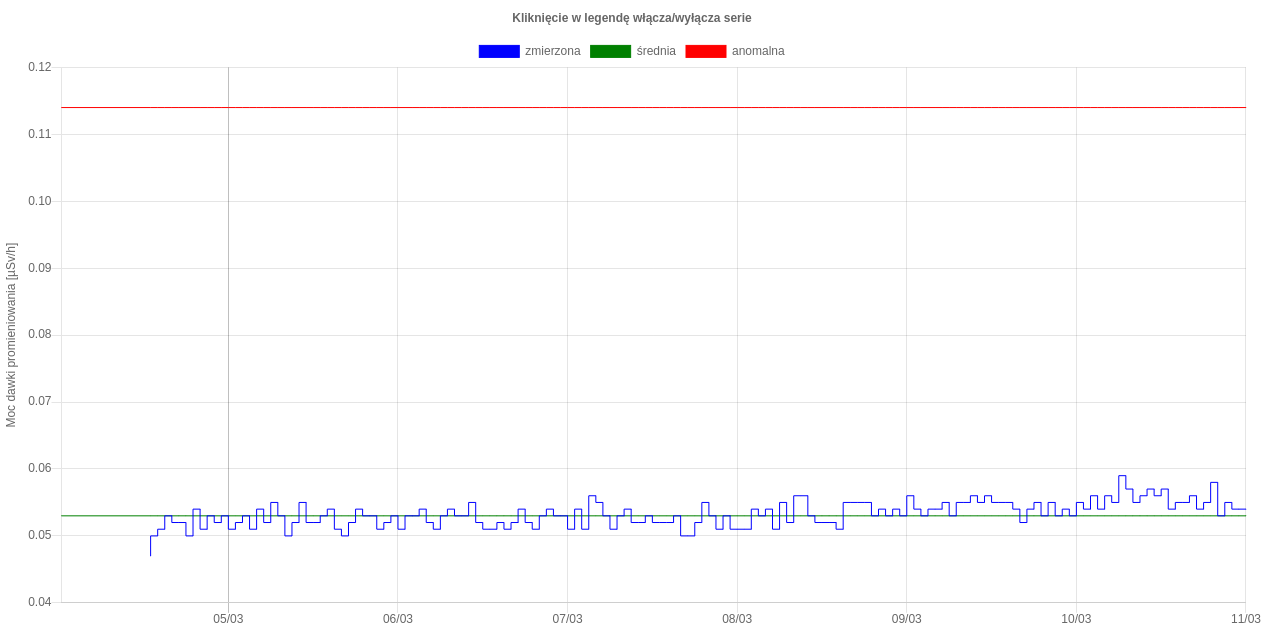 Kliknięcie w legendę włącza/wyłącza serie
zmierzona średnia anomalna
Moc dawki promieniowania [µSv/h]
0.12
0.11
0.10
0.09
0.08
0.07
0.06
0.05
0.04
05/03 06/03 07/03 08/03 09/03 10/03 11/03